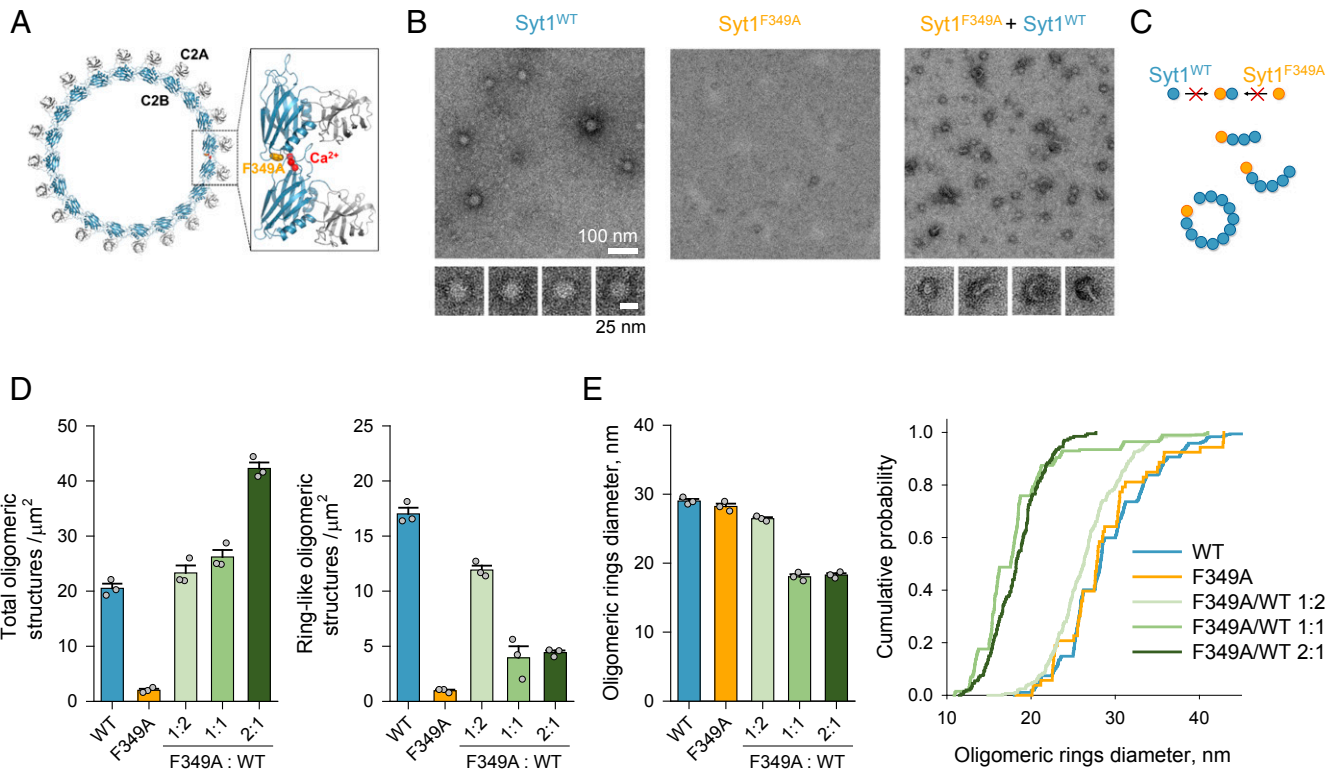 A
C2A
C2B
F349A
Ca2+
B
Syt1WT
Syt1F349A
Syt1F349A + Syt1WT
100 nm
25 nm
C
Syt1WT
Syt1F349A
D
Total oligomeric
structures /μm2
50
40
30
20
10
0
WT
F349A
1:2
1:1
2:1
F349A : WT
Ring-like oligomeric
structures /μm2
25
20
15
10
5
0
WT
F349A
1:2
1:1
2:1
F349A : WT
E
Oligomeric rings diameter, nm
40
30
20
10
0
WT
F349A
1:2
1:1
2:1
F349A : WT
Cumulative probability
1.0
0.8
0.6
0.4
0.2
0.0
10
20
30
40
Oligomeric rings diameter, nm
WT
F349A
F349A/WT 1:2
F349A/WT 1:1
F349A/WT 2:1